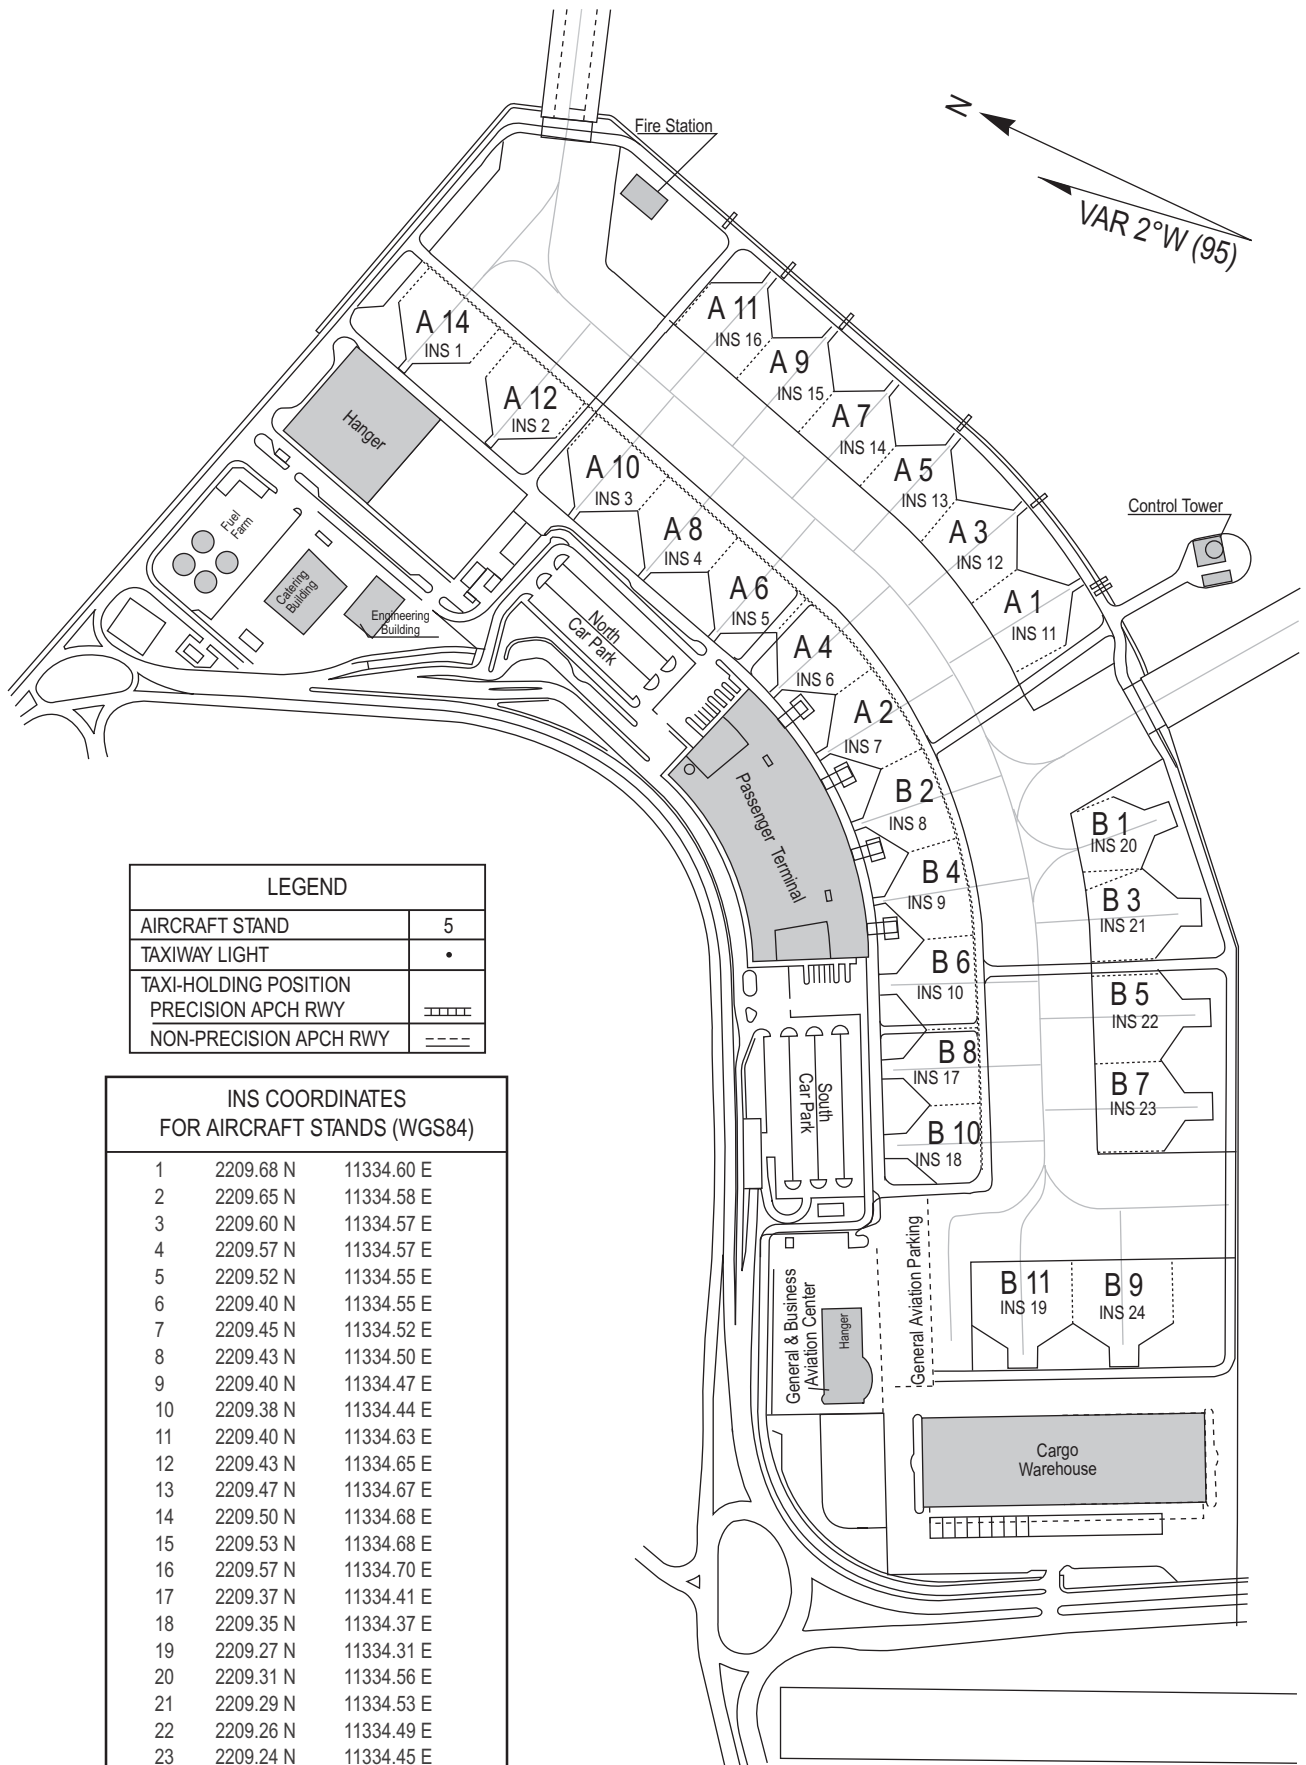 Fire Station
N
VAR 2°W (95)
A 14
INS 1
A 11
INS 16
A 12
INS 2
A 9
INS 15
Hanger
A 7
INS 14
A 10
INS 3
A 5
INS 13
Fuel
Farm
A 8
INS 4
A 3
INS 12
Control Tower
Catering
Building
Engineering
Building
A 6
INS 5
A 1
INS 11
North
Car Park
A 4
INS 6
A 2
INS 7
Passenger Terminal
B 2
INS 8
B 1
INS 20
B 4
INS 9
B 3
INS 21
B 6
INS 10
B 5
INS 22
B 8
INS 17
B 7
INS 23
South
Car Park
B 10
INS 18
General Aviation Parking
General & Business
Aviation Center
Hanger
B 11
INS 19
B 9
INS 24
Cargo
Warehouse
LEGEND
AIRCRAFT STAND 5
TAXIWAY LIGHT •
TAXI-HOLDING POSITION
PRECISION APCH RWY
NON-PRECISION APCH RWY
INS COORDINATES
FOR AIRCRAFT STANDS (WGS84)
1 2209.68 N 11334.60 E
2 2209.65 N 11334.58 E
3 2209.60 N 11334.57 E
4 2209.57 N 11334.57 E
5 2209.52 N 11334.55 E
6 2209.40 N 11334.55 E
7 2209.45 N 11334.52 E
8 2209.43 N 11334.50 E
9 2209.40 N 11334.47 E
10 2209.38 N 11334.44 E
11 2209.40 N 11334.63 E
12 2209.43 N 11334.65 E
13 2209.47 N 11334.67 E
14 2209.50 N 11334.68 E
15 2209.53 N 11334.68 E
16 2209.57 N 11334.70 E
17 2209.37 N 11334.41 E
18 2209.35 N 11334.37 E
19 2209.27 N 11334.31 E
20 2209.31 N 11334.56 E
21 2209.29 N 11334.53 E
22 2209.26 N 11334.49 E
23 2209.24 N 11334.45 E